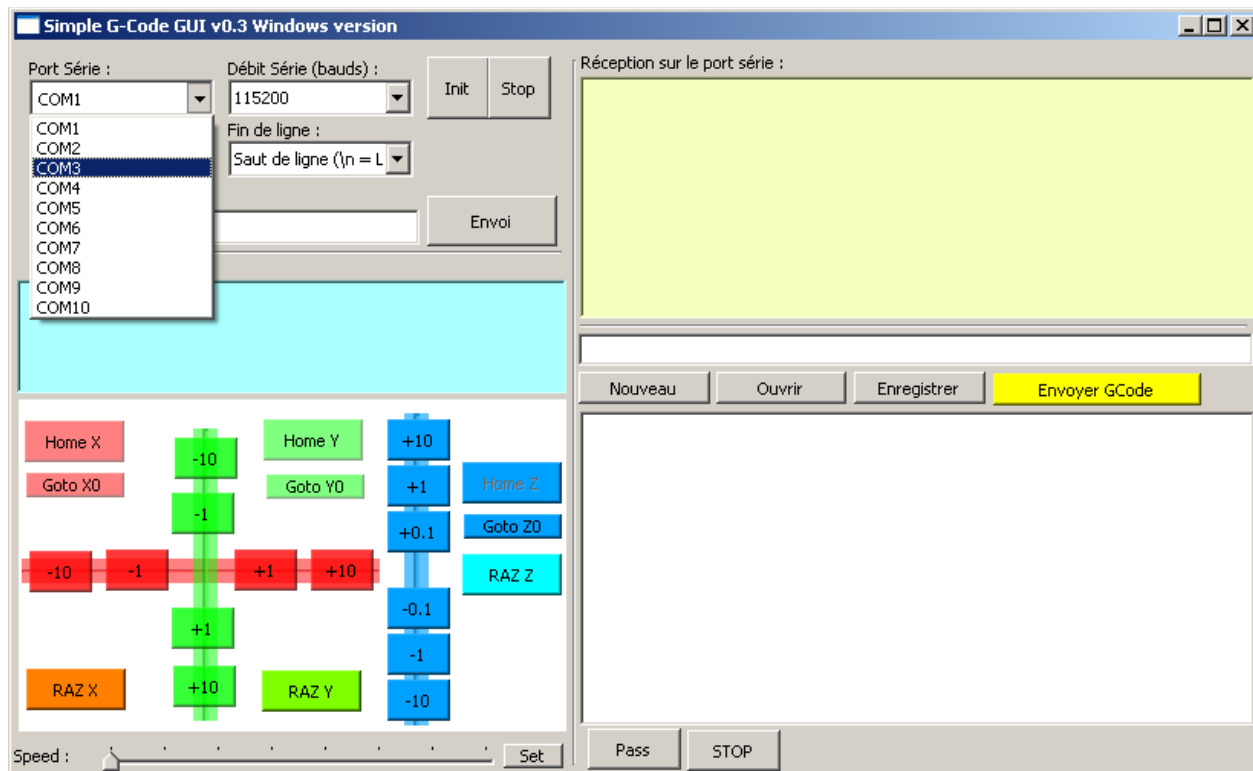 Simple G-Code GUI v0.3 Windows version
Port Série :
Débit Série (bauds) :
COM1
115200
Init
Stop
COM1
COM2
COM3
COM4
COM5
COM6
COM7
COM8
COM9
COM10
Fin de ligne :
Saut de ligne (\n = L
Envoi
Réception sur le port série :
Nouveau
Ouvrir
Enregistrer
Envoyer GCode
Home X
Goto X0
-10
-1
Home Y
Goto Y0
+10
+1
+0.1
Home Z
Goto Z0
RAZ Z
-10
-1
+1
+10
+1
+10
-0.1
-1
-10
RAZ X
RAZ Y
Speed :
Set
Pass
STOP